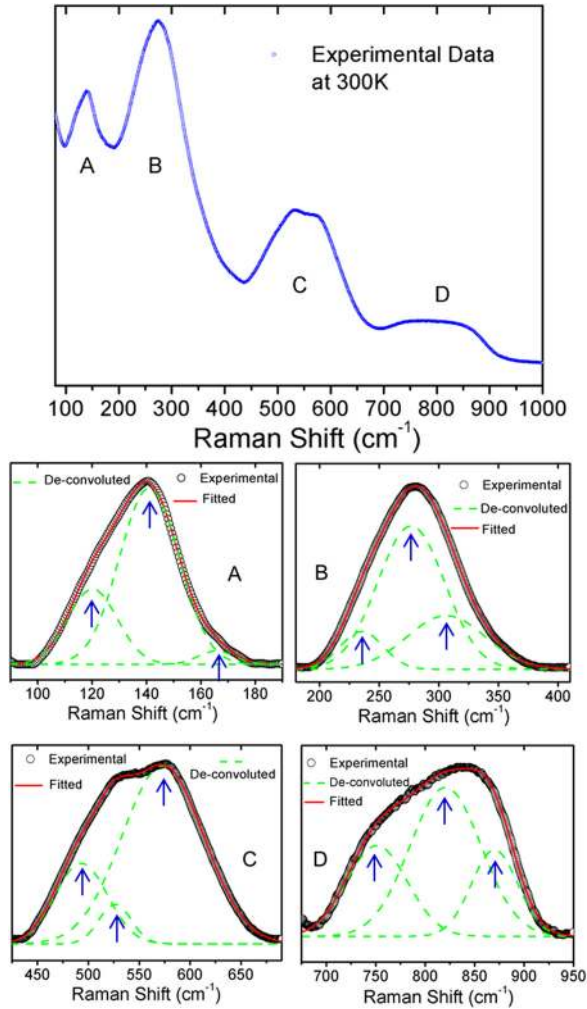 Experimental Data
at 300K
A
B
C
D
100 200 300 400 500 600 700 800 900 1000
Raman Shift (cm⁻¹)
De-convoluted
Experimental
Fitted
A
100 120 140 160 180
Raman Shift (cm⁻¹)
Experimental
De-convoluted
Fitted
B
200 250 300 350 400
Raman Shift (cm⁻¹)
Experimental
De-convoluted
Fitted
C
450 500 550 600 650
Raman Shift (cm⁻¹)
Experimental
De-convoluted
Fitted
D
700 750 800 850 900 950
Raman Shift (cm⁻¹)